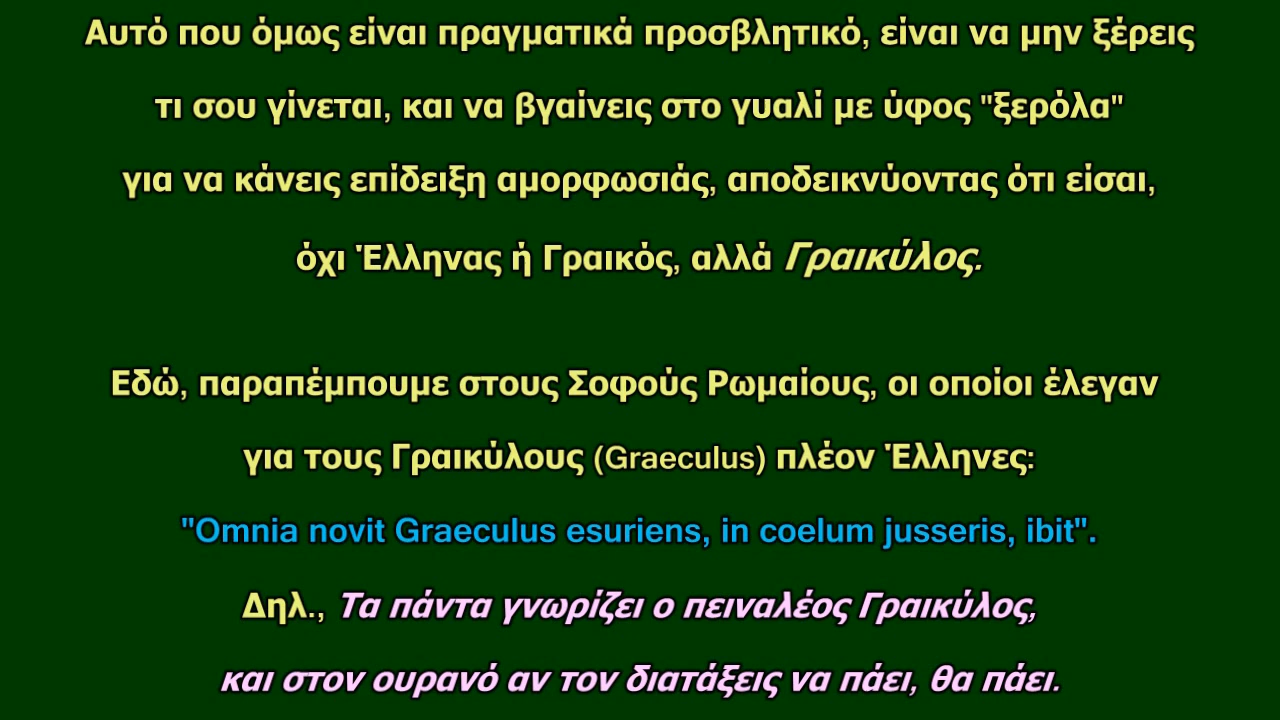 Αυτό που όμως είναι πραγματικά προσβλητικό, είναι να μην ξέρεις
τι σου γίνεται, και να βγαίνεις στο γυαλί με ύφος "ξερόλα"
για να κάνεις επίδειξη αμορφωσιάς, αποδεικνύοντας ότι είσαι,
όχι Έλληνας ή Γραικός, αλλά Γραικύλος.
Εδώ, παραπέμπουμε στους Σοφούς Ρωμαίους, οι οποίοι έλεγαν
για τους Γραικύλους (Graeculus) πλέον Έλληνες:
"Omnia novit Graeculus esuriens, in coelum jusseris, ibit".
Δηλ., Τα πάντα γνωρίζει ο πειναλέος Γραικύλος,
και στον ουρανό αν τον διατάξεις να πάει, θα πάει.